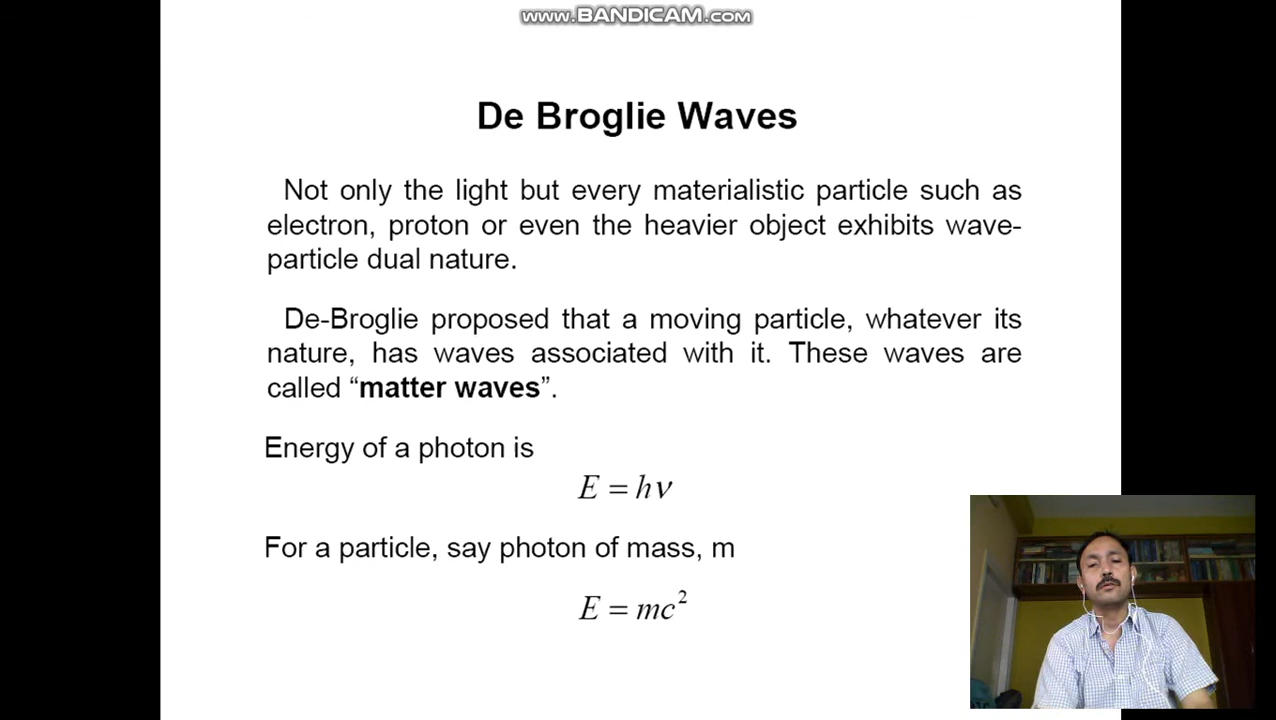 www.BANDICAM.com
De Broglie Waves
Not only the light but every materialistic particle such as
electron, proton or even the heavier object exhibits wave-
particle dual nature.
De-Broglie proposed that a moving particle, whatever its
nature, has waves associated with it. These waves are
called “matter waves”.
Energy of a photon is
E = hν
For a particle, say photon of mass, m
E = mc²